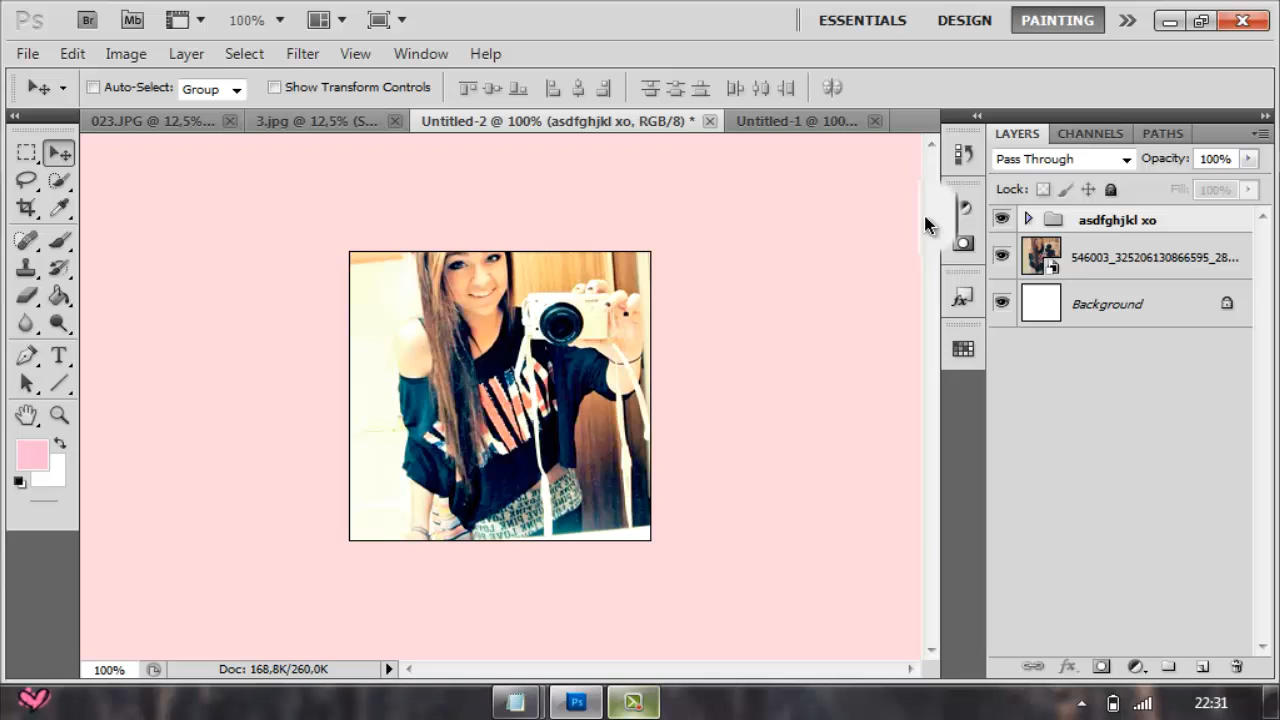 Ps Br Mb 100% ESSENTIALS DESIGN PAINTING
File Edit Image Layer Select Filter View Window Help
Auto-Select: Group Show Transform Controls
023.JPG @ 12,5%... 3.jpg @ 12,5% (S... Untitled-2 @ 100% (asdfghjkl xo, RGB/8) * Untitled-1 @ 100... LAYERS CHANNELS PATHS
Pass Through Opacity: 100%
Lock: Fill: 100%
asdfghjkl xo
546003_325206130866595_28...
Background
fx
T
100% Doc: 168,8K/260,0K fx
Ps 22:31